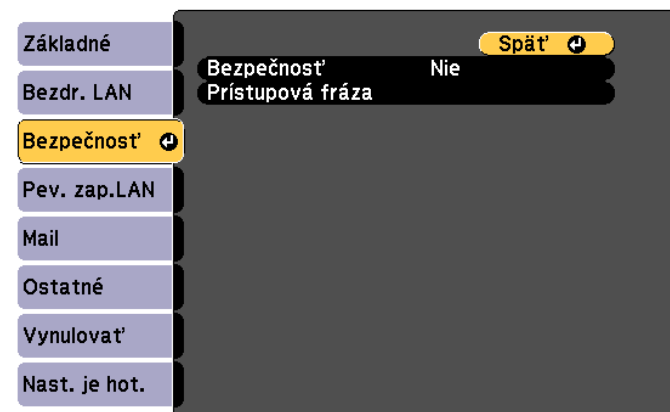 Základné
Bezdr. LAN
Bezpečnosť
Pev. zap.LAN
Mail
Ostatné
Vynulovať
Nast. je hot.
Späť
Bezpečnosť Nie
Prístupová fráza